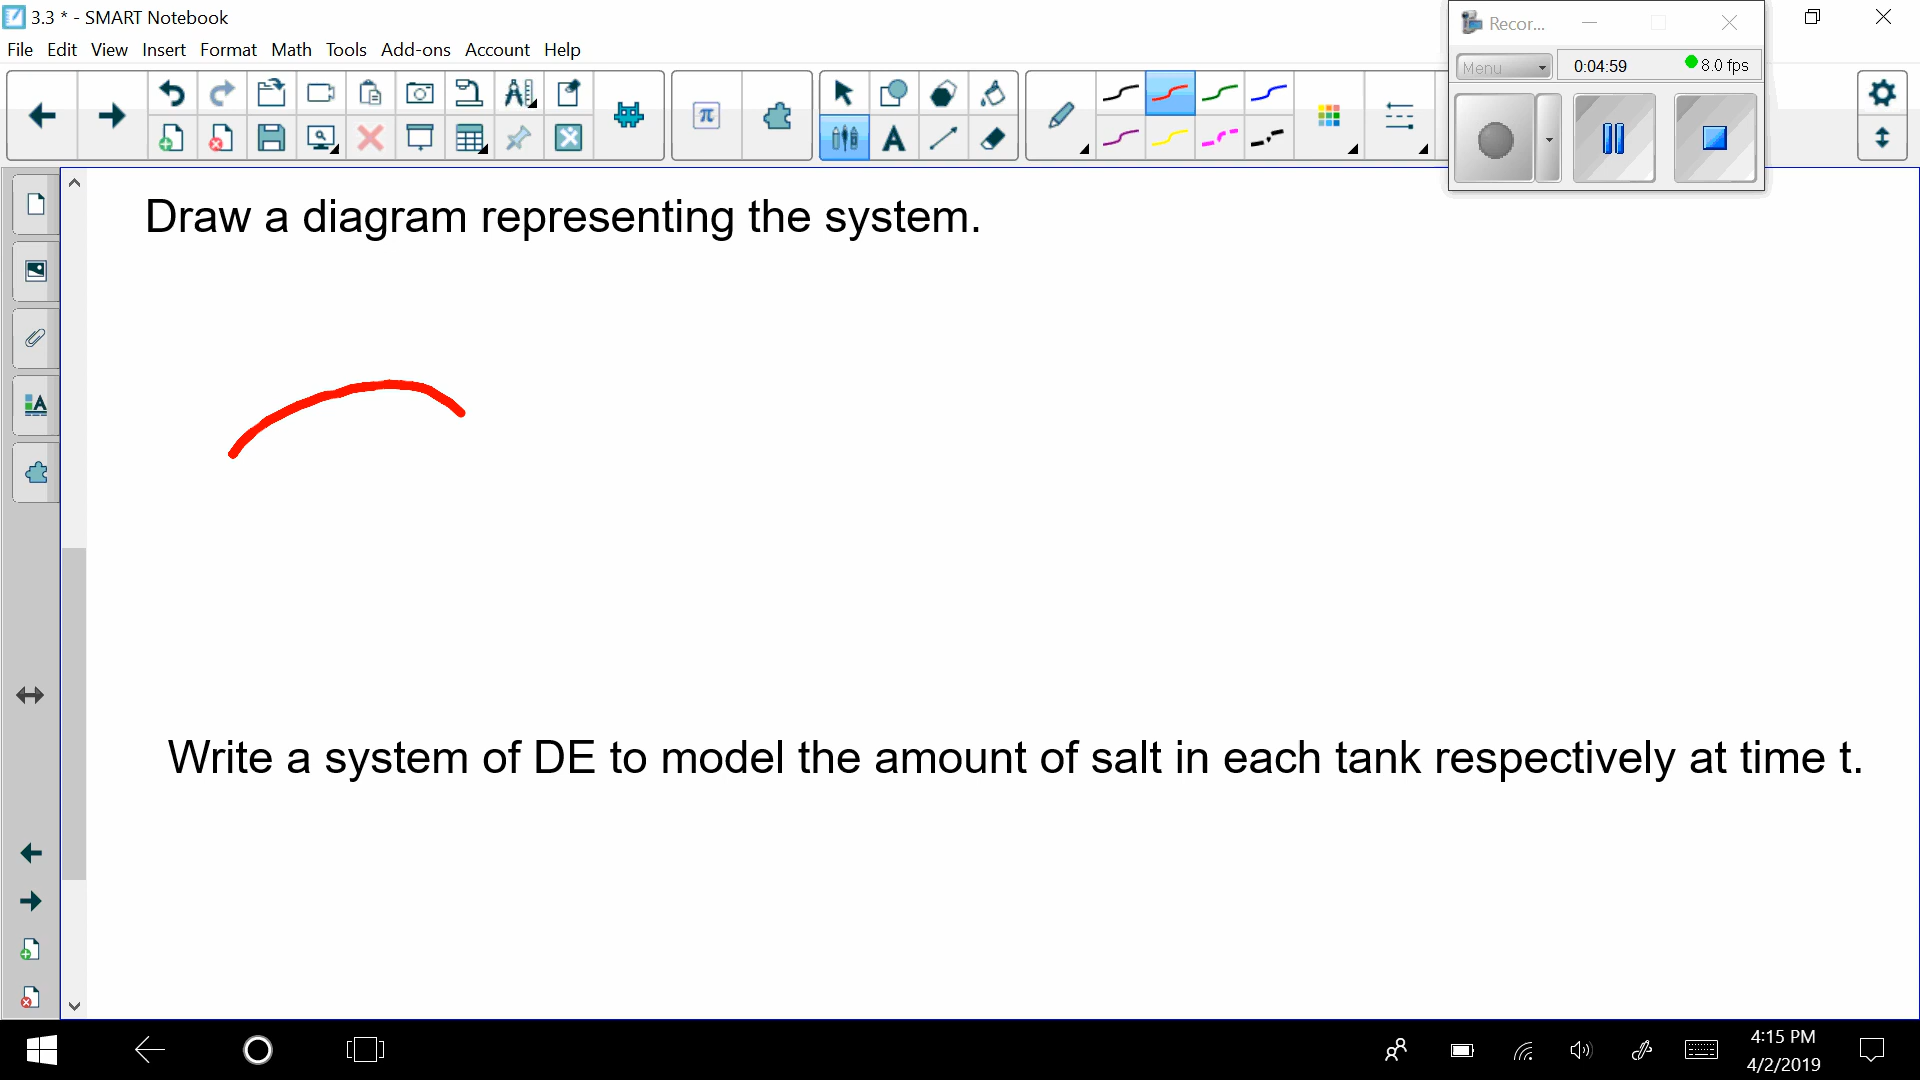 3.3 * - SMART Notebook
Recor...
File Edit View Insert Format Math Tools Add-ons Account Help
Menu 0:04:59 8.0 fps
π
A
A
Draw a diagram representing the system.
A
Write a system of DE to model the amount of salt in each tank respectively at time t.
4:15 PM
4/2/2019